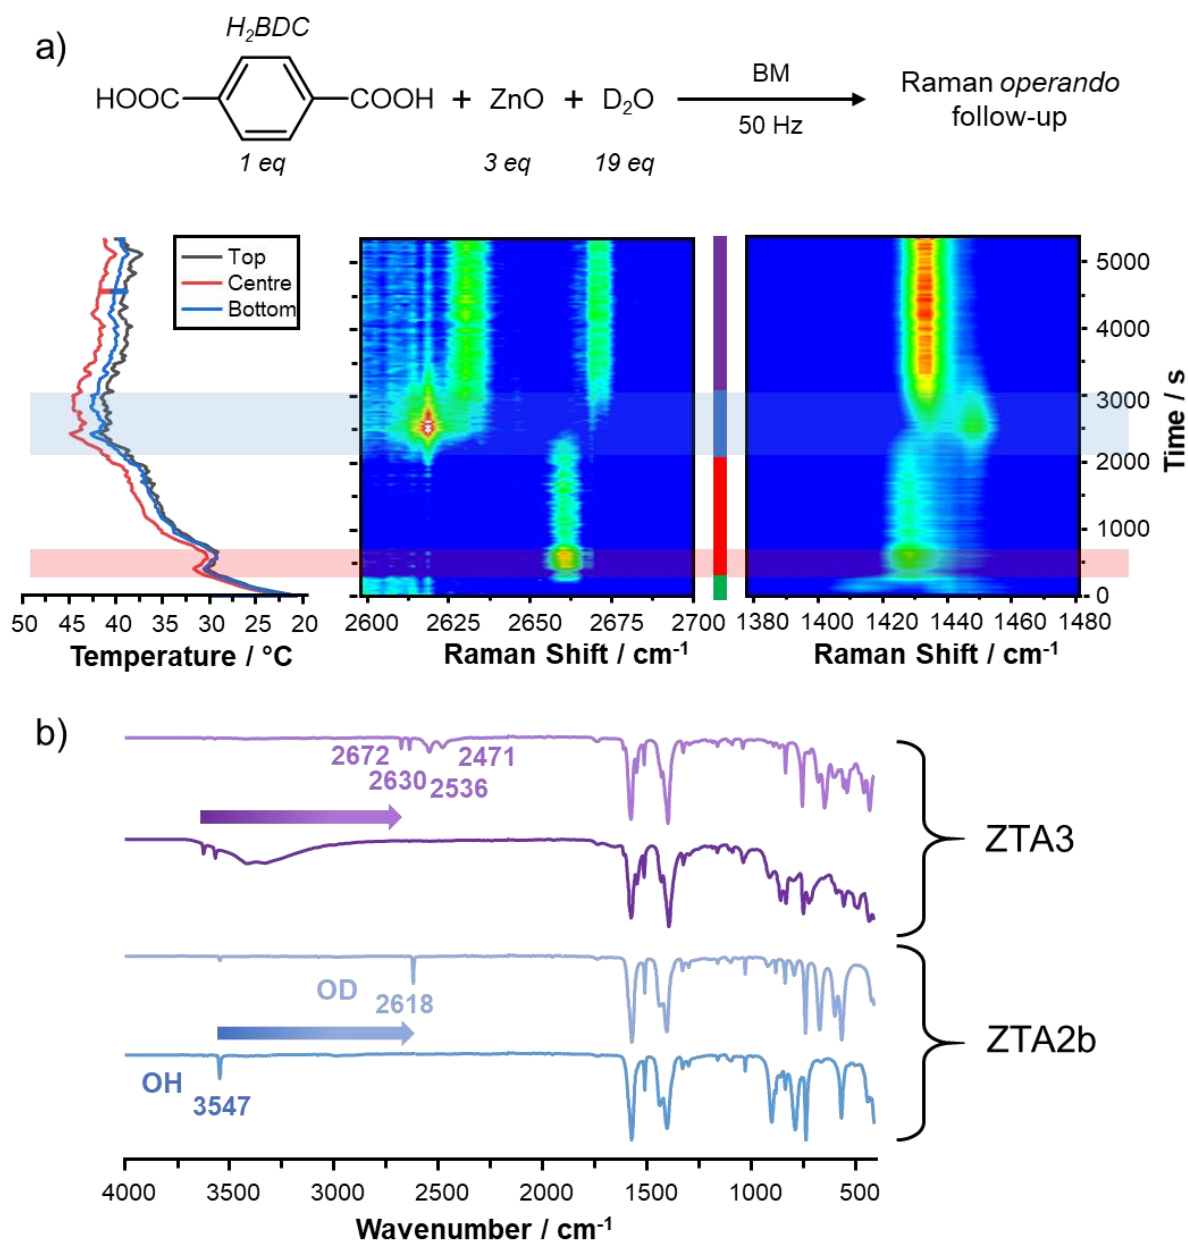 a)
H₂BDC
HOOC COOH + ZnO + D₂O
BM
50 Hz
Raman operando
follow-up
1 eq
3 eq
19 eq
Top
Centre
Bottom
50 45 40 35 30 25 20
Temperature / °C
2600 2625 2650 2675 2700
Raman Shift / cm⁻¹
1380 1400 1420 1440 1460 1480
Raman Shift / cm⁻¹
5000
4000
3000
2000
1000
0
Time / s
b)
2672
2471
2630
2536
ZTA3
OD
2618
OH
3547
ZTA2b
4000 3500 3000 2500 2000 1500 1000 500
Wavenumber / cm⁻¹